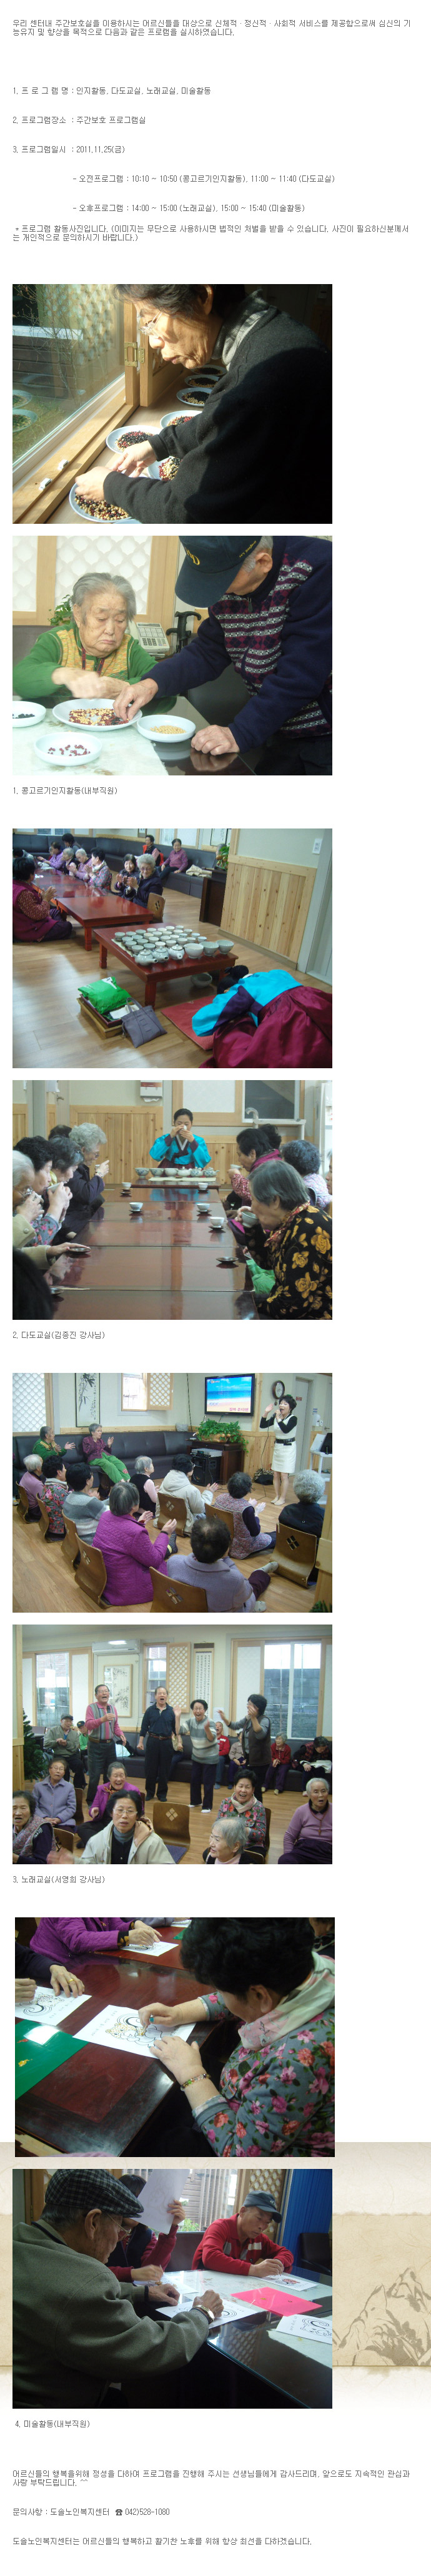 우리 센터내 주간보호실을 이용하시는 어르신들을 대상으로 신체적·정신적·사회적 서비스를 제공함으로써 심신의 기
능유지 및 향상을 목적으로 다음과 같은 프로램을 실시하였습니다.
1. 프 로 그 램 명 : 인지활동, 다도교실, 노래교실, 미술활동
2. 프로그램장소 : 주간보호 프로그램실
3. 프로그램일시 : 2011.11.25(금)
- 오전프로그램 : 10:10 ~ 10:50 (콩고르기인지활동), 11:00 ~ 11:40 (다도교실)
- 오후프로그램 : 14:00 ~ 15:00 (노래교실), 15:00 ~ 15:40 (미술활동)
* 프로그램 활동사진입니다. (이미지는 무단으로 사용하시면 법적인 처벌을 받을 수 있습니다. 사진이 필요하신분께서
는 개인적으로 문의하시기 바랍니다.)
1. 콩고르기인지활동(내부직원)
2. 다도교실(김종진 강사님)
3. 노래교실(서영희 강사님)
4. 미술활동(내부직원)
어르신들의 행복을위해 정성을 다하여 프로그램을 진행해 주시는 선생님들에게 감사드리며, 앞으로도 지속적인 관심과
사랑 부탁드립니다. ^^
문의사항 : 도솔노인복지센터 ☎ 042)528-1080
도솔노인복지센터는 어르신들의 행복하고 활기찬 노후를 위해 항상 최선을 다하겠습니다.